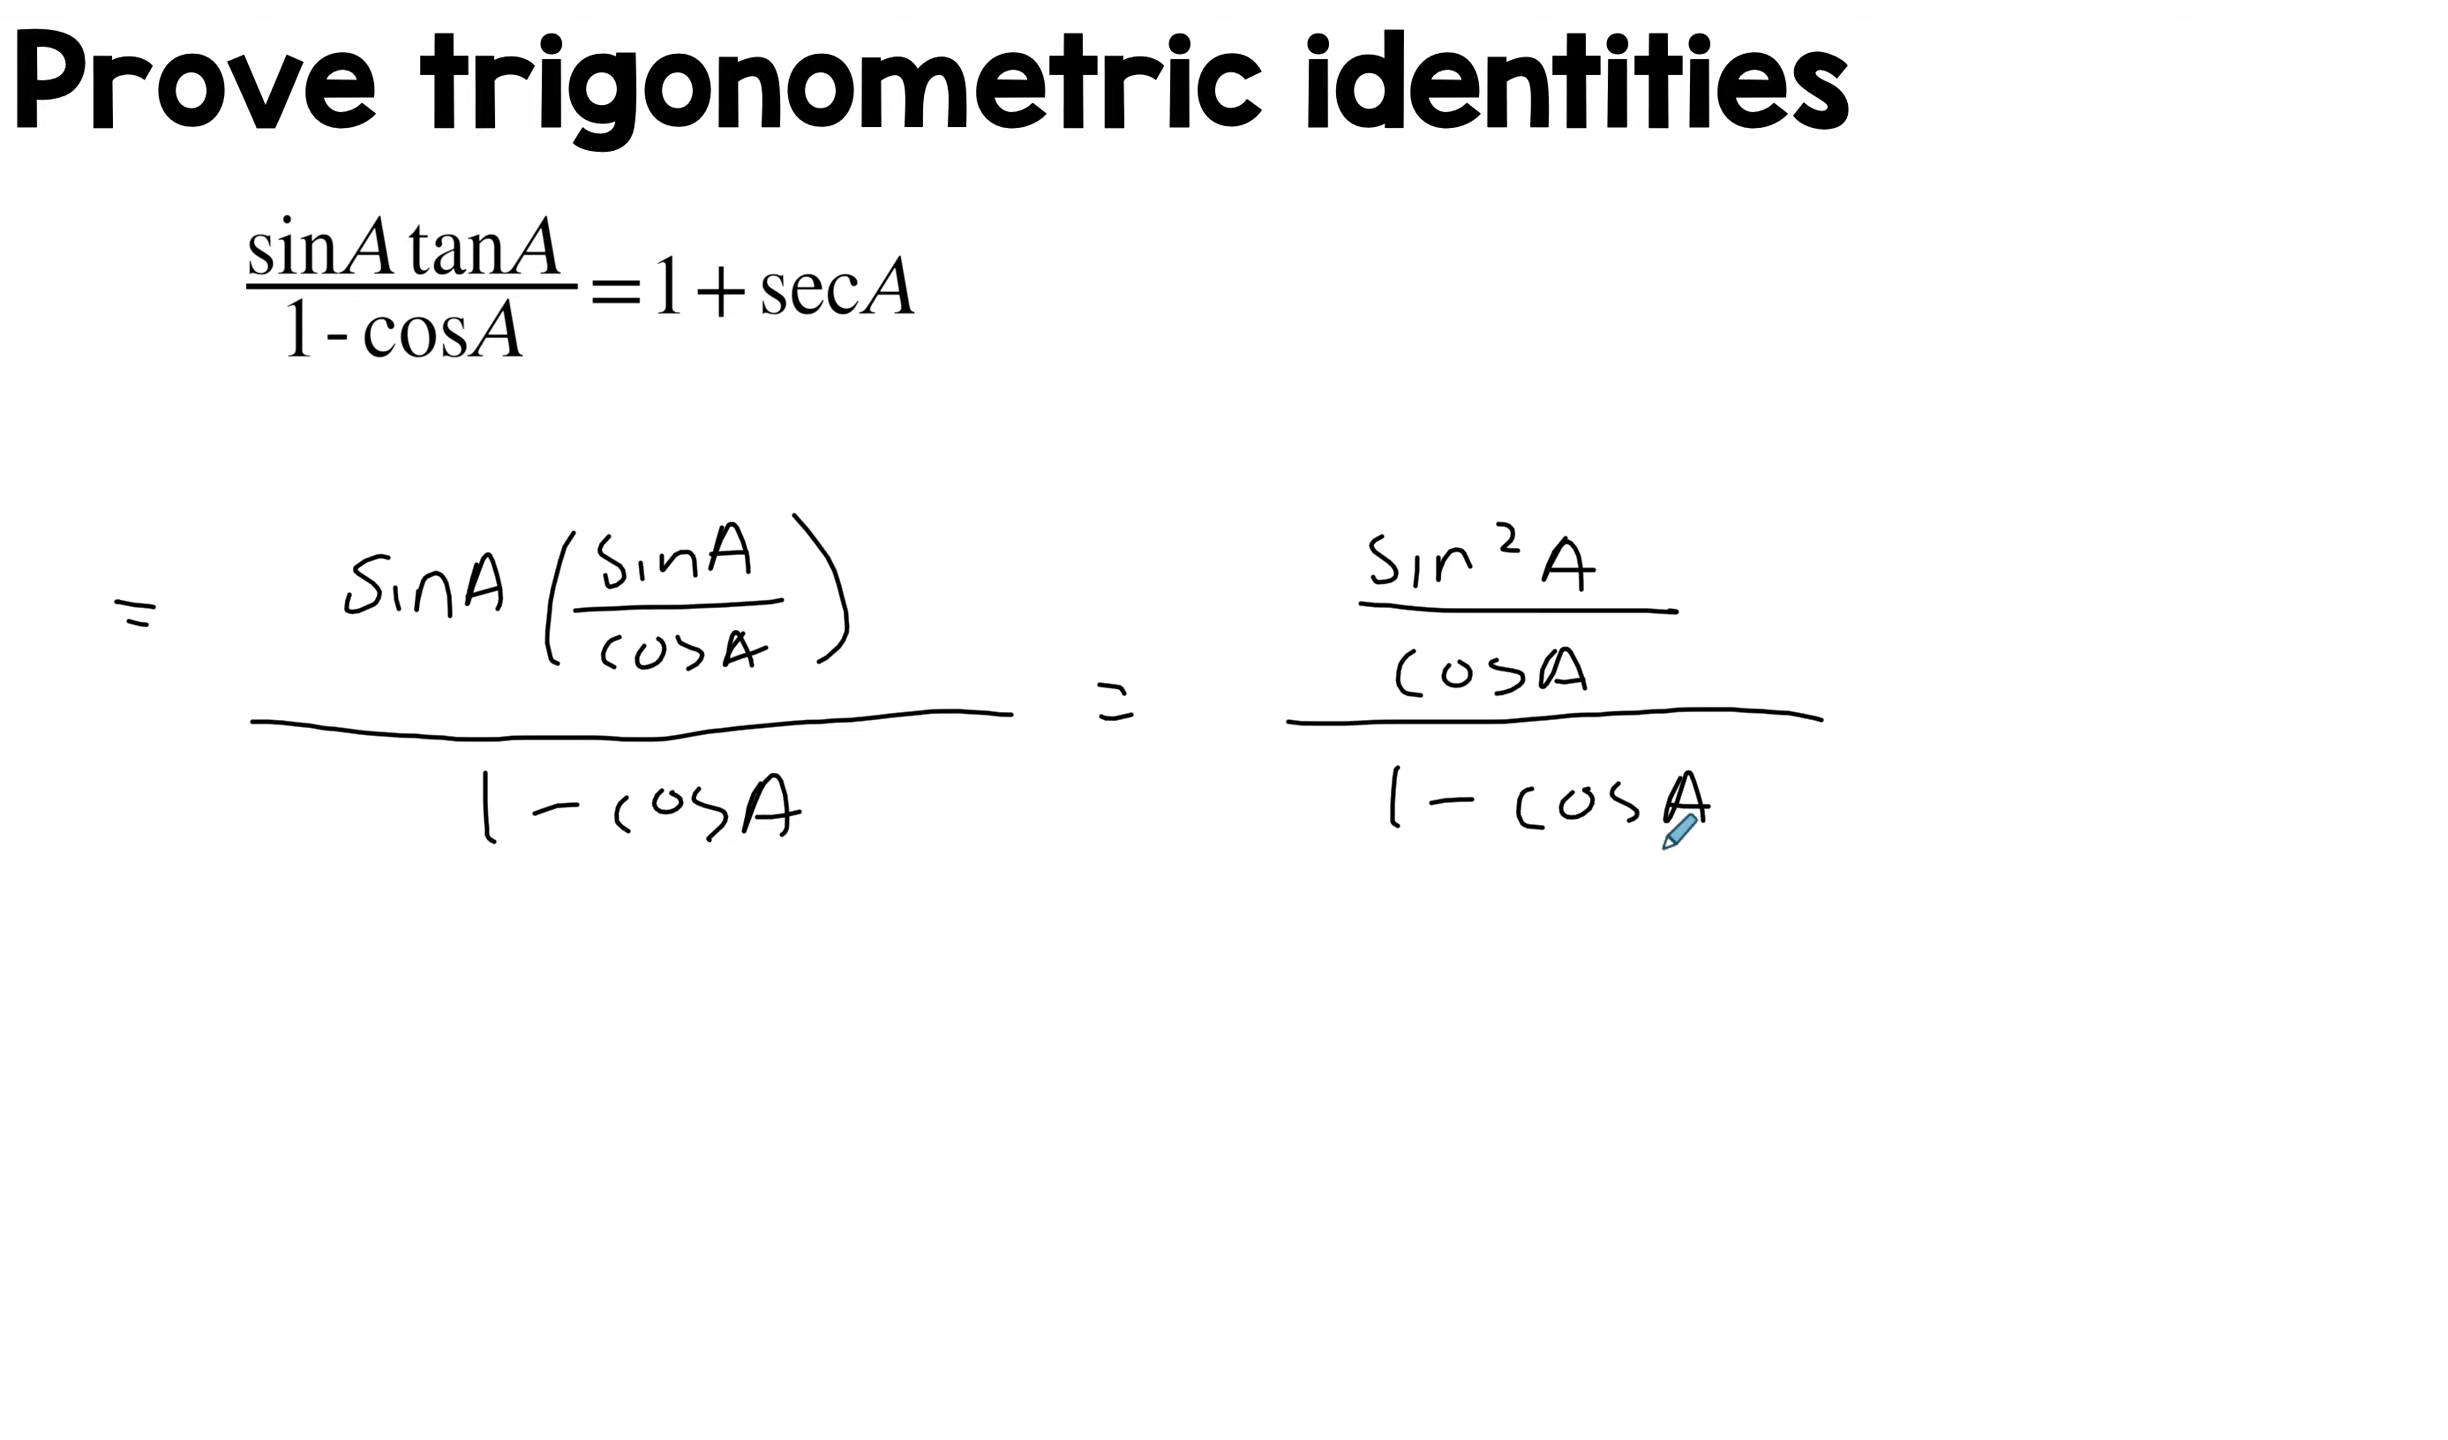 Prove trigonometric identities
sinA tanA
1 - cosA
= 1 + secA
= sinA ( sinA / cosA )
1 - cosA
= sin²A
cosA
1 - cosA